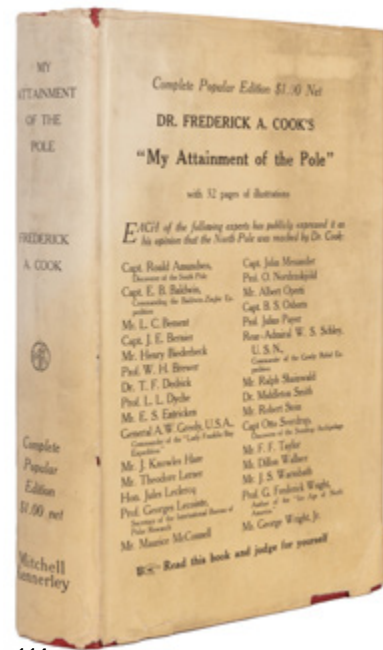 MY
ATTAINMENT
OF THE
POLE
FREDERICK
A. COOK
Complete
Popular
Edition
$1.00 net
Mitchell
Kennerley
Complete Popular Edition $1.00 Net
DR. FREDERICK A. COOK'S
"My Attainment of the Pole"
with 32 pages of illustrations
EACH of the following experts has publicly expressed it as
his opinion that the North Pole was reached by Dr. Cook:
Capt. Roald Amundsen,
Discoverer of the South Pole
Capt. E. B. Baldwin,
Commanding the Baldwin-Ziegler Ex-
pedition
Mr. L. C. Bement
Capt. J. E. Bernier
Mr. Henry Biederbeck
Prof. W. H. Brewer
Dr. T. F. Dedrick
Prof. L. L. Dyche
Mr. E. S.
General A. W. Greely, U.S.A.,
Commander of the "Lady Franklin Bay
Expedition"
Mr. J. Knowles Hare
Mr. Theodor Lerner
Hon. Jules Leclercq
Prof. Georges Lecointe,
Secretary of the International Bureau of
Polar Research
Mr. Maurice McConnell
Capt. John Menander
Prof. O. Nordenskjold
Mr. Albert Operti
Capt. B. S. Osborn
Prof. Julius Payer
Rear-Admiral W. S. Schley,
U. S. N.,
Commander of the Greely Relief Ex-
pedition
Mr. Ralph Shainwald
Dr. Middleton Smith
Mr. Robert Stein
Capt. Otto Sverdrup,
Discoverer of the Sverdrup Archipelago
Mr. F. F. Taylor
Mr. Dillon Wallace
Mr. J. S. Warmbath
Prof. G. Frederick Wright,
Author of the "Ice Age of North
America"
Mr. George Wright, Jr.
Read this book and judge for yourself